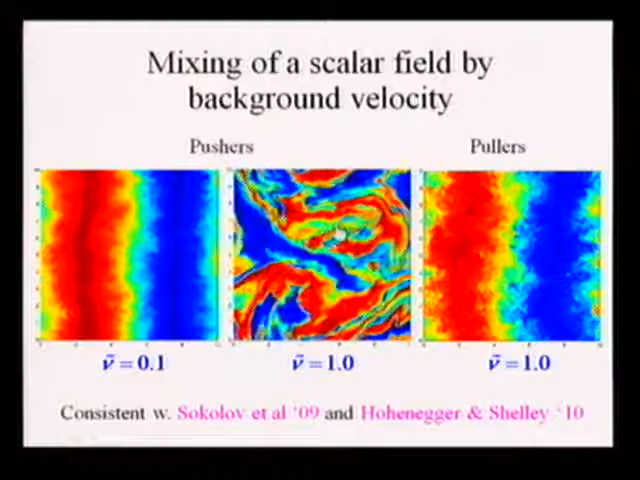 Mixing of a scalar field by
background velocity
Pushers
Pullers
ν̃ = 0.1
ν̃ = 1.0
ν̃ = 1.0
Consistent w. Sokolov et al '09 and Hohenegger & Shelley '10